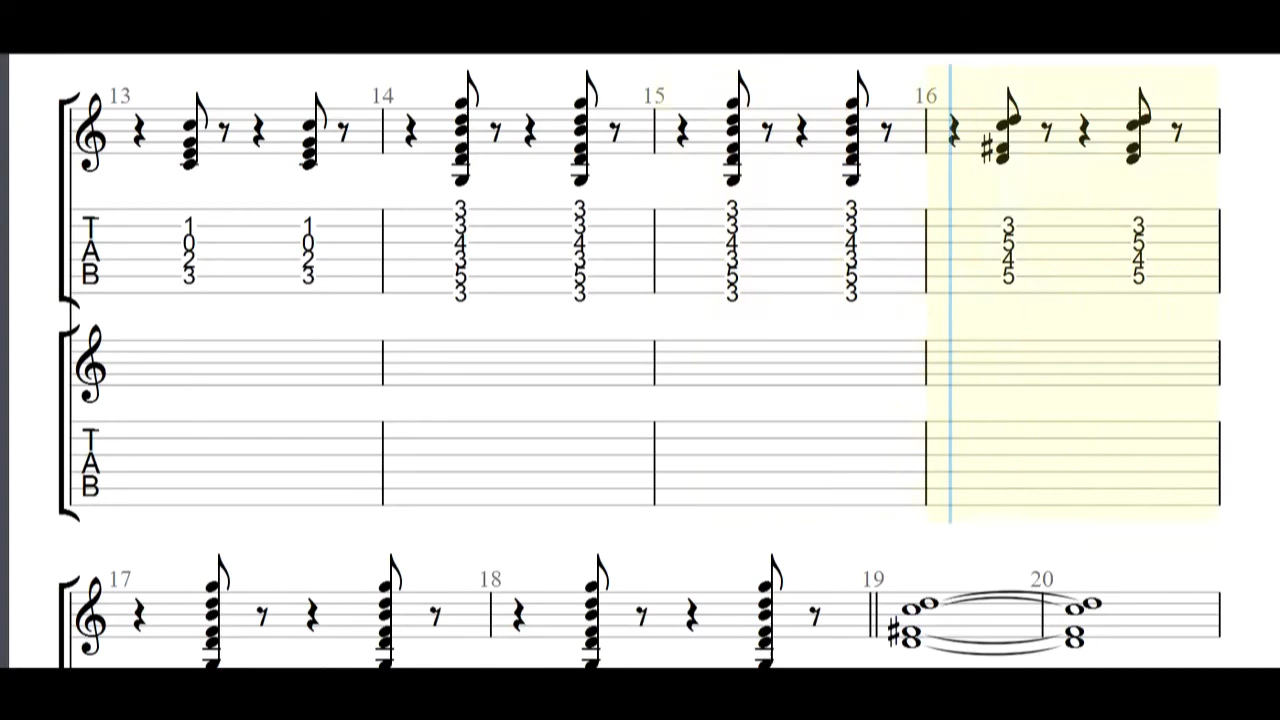 13 14 15 16
3 3 3 3
T 1 1 3 3 3 3 3 3
0 0 4 4 4 4 5 5
A 2 2 3 3 3 3 4 4
B 3 3 5 5 5 5 5 5
3 3 3 3
T
A
B
17 18 19 20